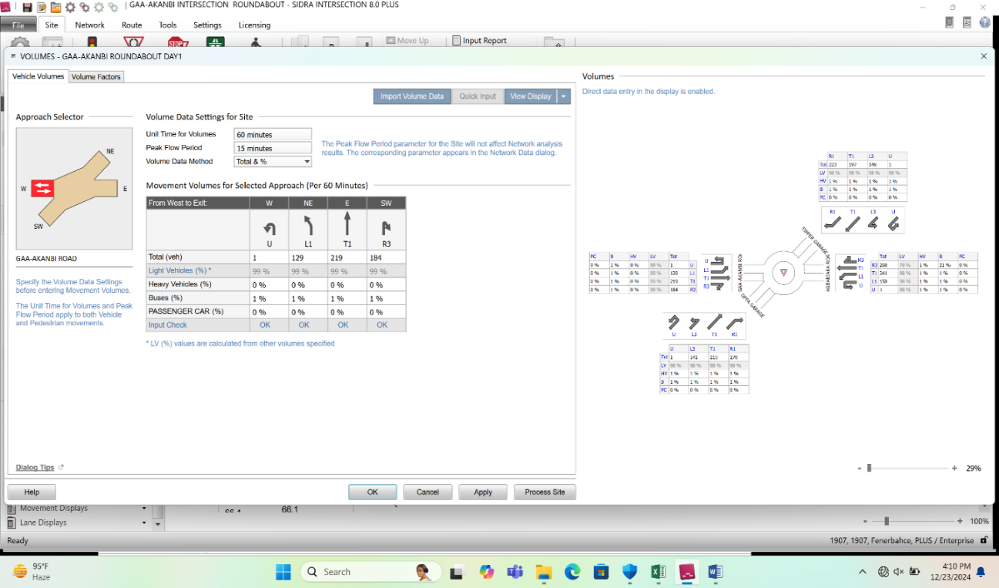 GAA-AKANBI INTERSECTION ROUNDABOUT - SIDRA INTERSECTION 8.0 PLUS
File Site Network Route Tools Settings Licensing
STOP Move Up Input Report
VOLUMES - GAA-AKANBI ROUNDABOUT DAY1
Vehicle Volumes Volume Factors
Import Volume Data Quick Input View Display
Approach Selector
NE
W E
SW
GAA-AKANBI ROAD
Specify the Volume Data Settings
before entering Movement Volumes.
The Unit Time for Volumes and Peak
Flow Period apply to both Vehicle
and Pedestrian movements.
Volume Data Settings for Site
Unit Time for Volumes 60 minutes
Peak Flow Period 15 minutes
Volume Data Method Total & %
The Peak Flow Period parameter for the Site will not affect Network analysis
results. The corresponding parameter appears in the Network Data dialog.
Movement Volumes for Selected Approach (Per 60 Minutes)
From West to Exit: W NE E SW
U L1 T1 R3
Total (veh) 1 129 219 184
Light Vehicles (%) * 99 % 99 % 99 % 99 %
Heavy Vehicles (%) 0 % 0 % 0 % 0 %
Buses (%) 1 % 1 % 1 % 1 %
PASSENGER CAR (%) 0 % 0 % 0 % 0 %
Input Check OK OK OK OK
* LV (%) values are calculated from other volumes specified
Dialog Tips
Volumes
Direct data entry in the display is enabled.
R1 T1 L3 U
Tot 223 197 149 1
LV 98 % 98 % 98 % 98 %
HV 1 % 1 % 1 % 1 %
B 1 % 1 % 1 % 1 %
PC 0 % 0 % 0 % 0 %
R1 T1 L3 U
TIPPER GARAGE
PC B HV LV Tot
0 % 1 % 0 % 99 % 1 U
0 % 1 % 0 % 99 % 129 L1
0 % 1 % 0 % 99 % 219 T1
0 % 1 % 0 % 99 % 184 R3
U
L1
T1
R3
GAA-AKANBI RO
AGBABIAKA ROA
R3
T1
L1
U
Tot LV HV B PC
R3 268 78 % 1 % 21 % 0 %
T1 241 98 % 1 % 1 % 0 %
L1 158 98 % 1 % 1 % 0 %
U 1 98 % 1 % 1 % 0 %
OFFA GARAGE
U L3 T1 R1
U L3 T1 R1
Tot 1 141 215 170
LV 98 % 98 % 98 % 98 %
HV 1 % 1 % 1 % 1 %
B 1 % 1 % 1 % 1 %
PC 0 % 0 % 0 % 0 %
- + 29%
Help OK Cancel Apply Process Site
Movement Displays
66.1
Lane Displays
- + 100%
Ready
1907, 1907, Fenerbahce, PLUS / Enterprise
95°F
Haze
Search
4:10 PM
12/23/2024